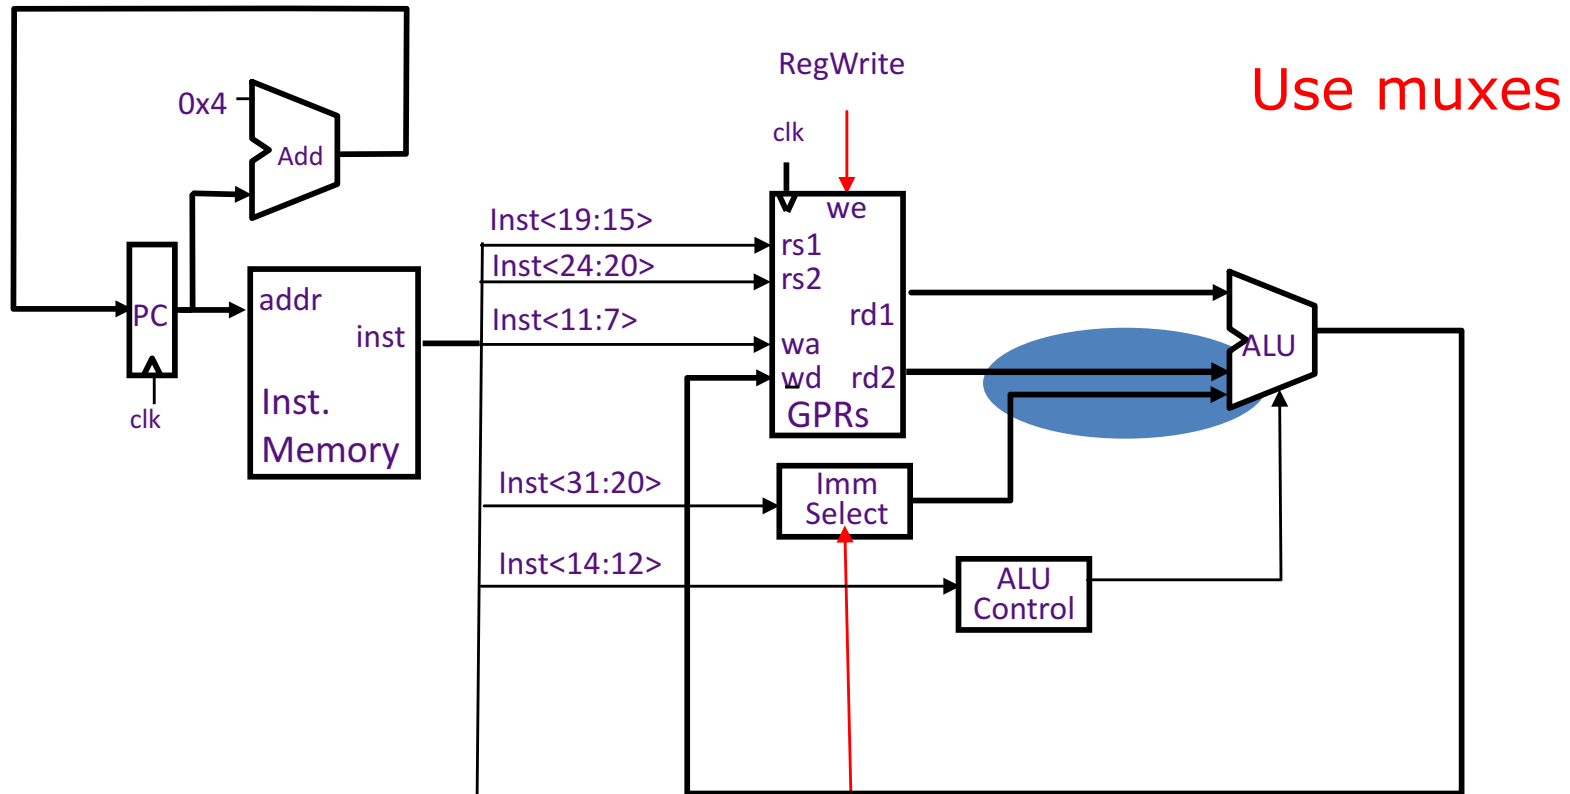 RegWrite
Use muxes
0x4
Add
clk
we
Inst<19:15>
rs1
Inst<24:20>
rs2
PC
addr
inst
Inst<11:7>
rd1
wa
ALU
wd
rd2
clk
Inst.
Memory
GPRs
Inst<31:20>
Imm
Select
Inst<14:12>
ALU
Control